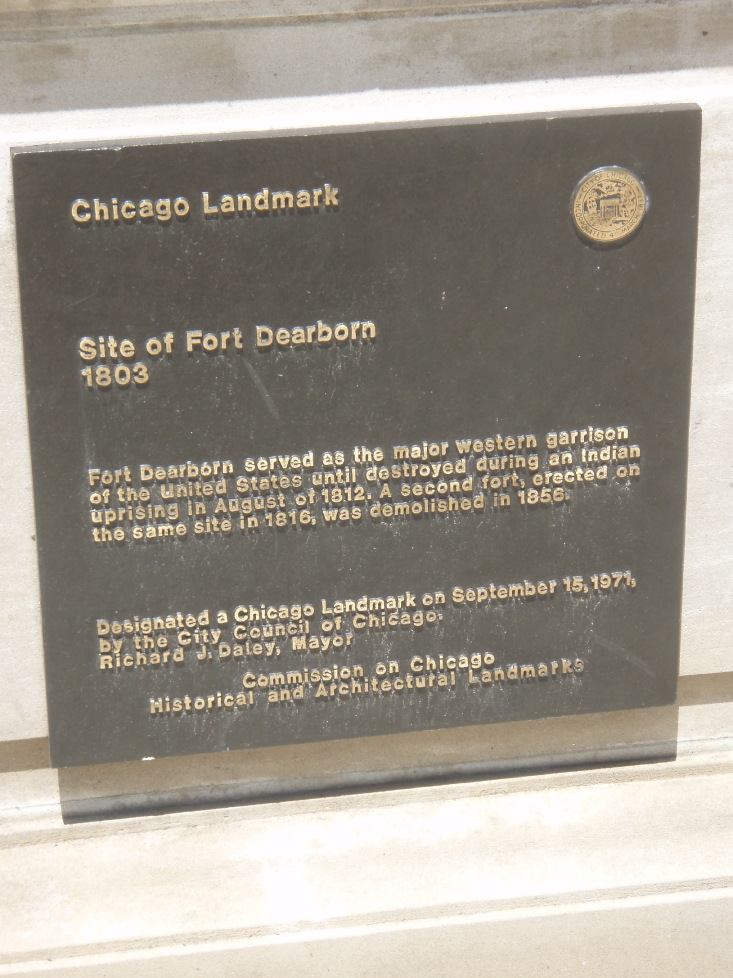 Chicago Landmark
Site of Fort Dearborn
1803
Fort Dearborn served as the major western garrison
of the United States until destroyed during an Indian
uprising in August of 1812. A second fort, erected on
the same site in 1816, was demolished in 1856.
Designated a Chicago Landmark on September 15, 1971,
by the City Council of Chicago.
Richard J. Daley, Mayor
Commission on Chicago
Historical and Architectural Landmarks